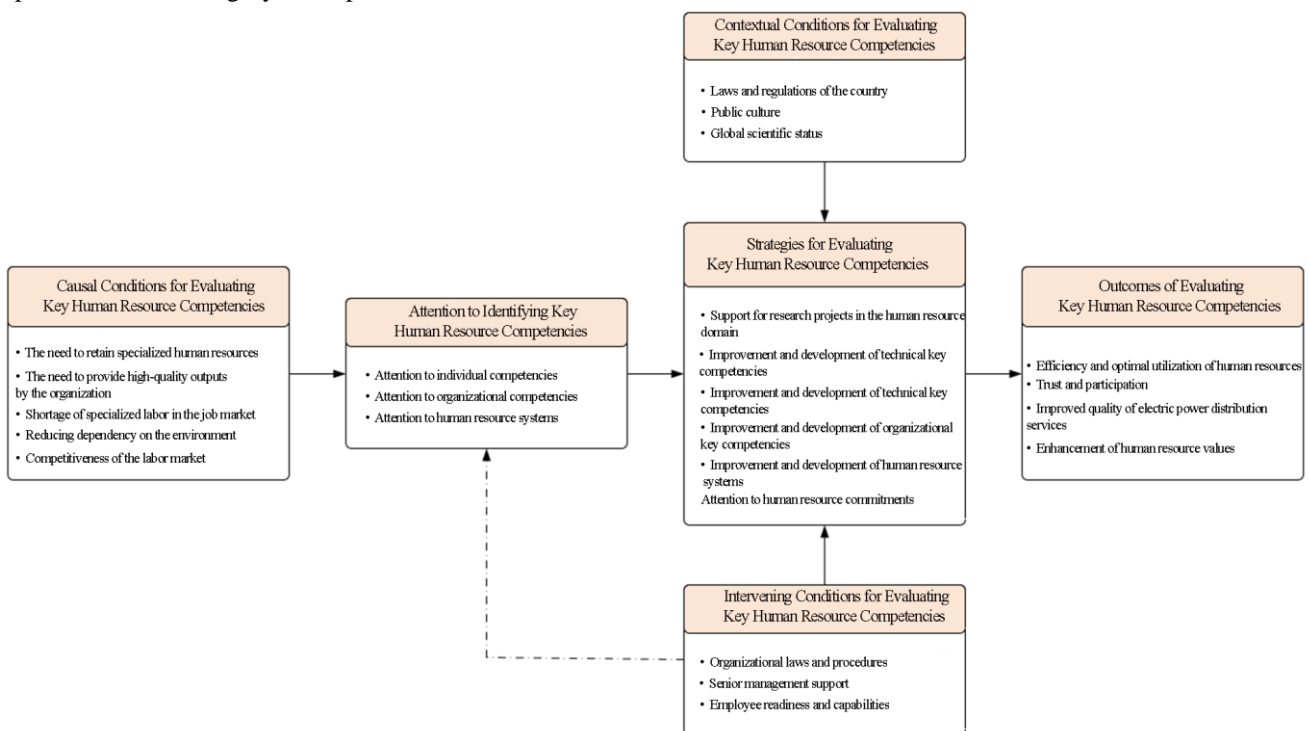 Contextual Conditions for Evaluating
Key Human Resource Competencies
• Laws and regulations of the country
• Public culture
• Global scientific status
Causal Conditions for Evaluating
Key Human Resource Competencies
• The need to retain specialized human resources
• The need to provide high-quality outputs
by the organization
• Shortage of specialized labor in the job market
• Reducing dependency on the environment
• Competitiveness of the labor market
Attention to Identifying Key
Human Resource Competencies
• Attention to individual competencies
• Attention to organizational competencies
• Attention to human resource systems
Strategies for Evaluating
Key Human Resource Competencies
• Support for research projects in the human resource
domain
• Improvement and development of technical key
competencies
• Improvement and development of technical key
competencies
• Improvement and development of organizational
key competencies
• Improvement and development of human resource
systems
Attention to human resource commitments
Outcomes of Evaluating
Key Human Resource Competencies
• Efficiency and optimal utilization of human resources
• Trust and participation
• Improved quality of electric power distribution
services
• Enhancement of human resource values
Intervening Conditions for Evaluating
Key Human Resource Competencies
• Organizational laws and procedures
• Senior management support
• Employee readiness and capabilities